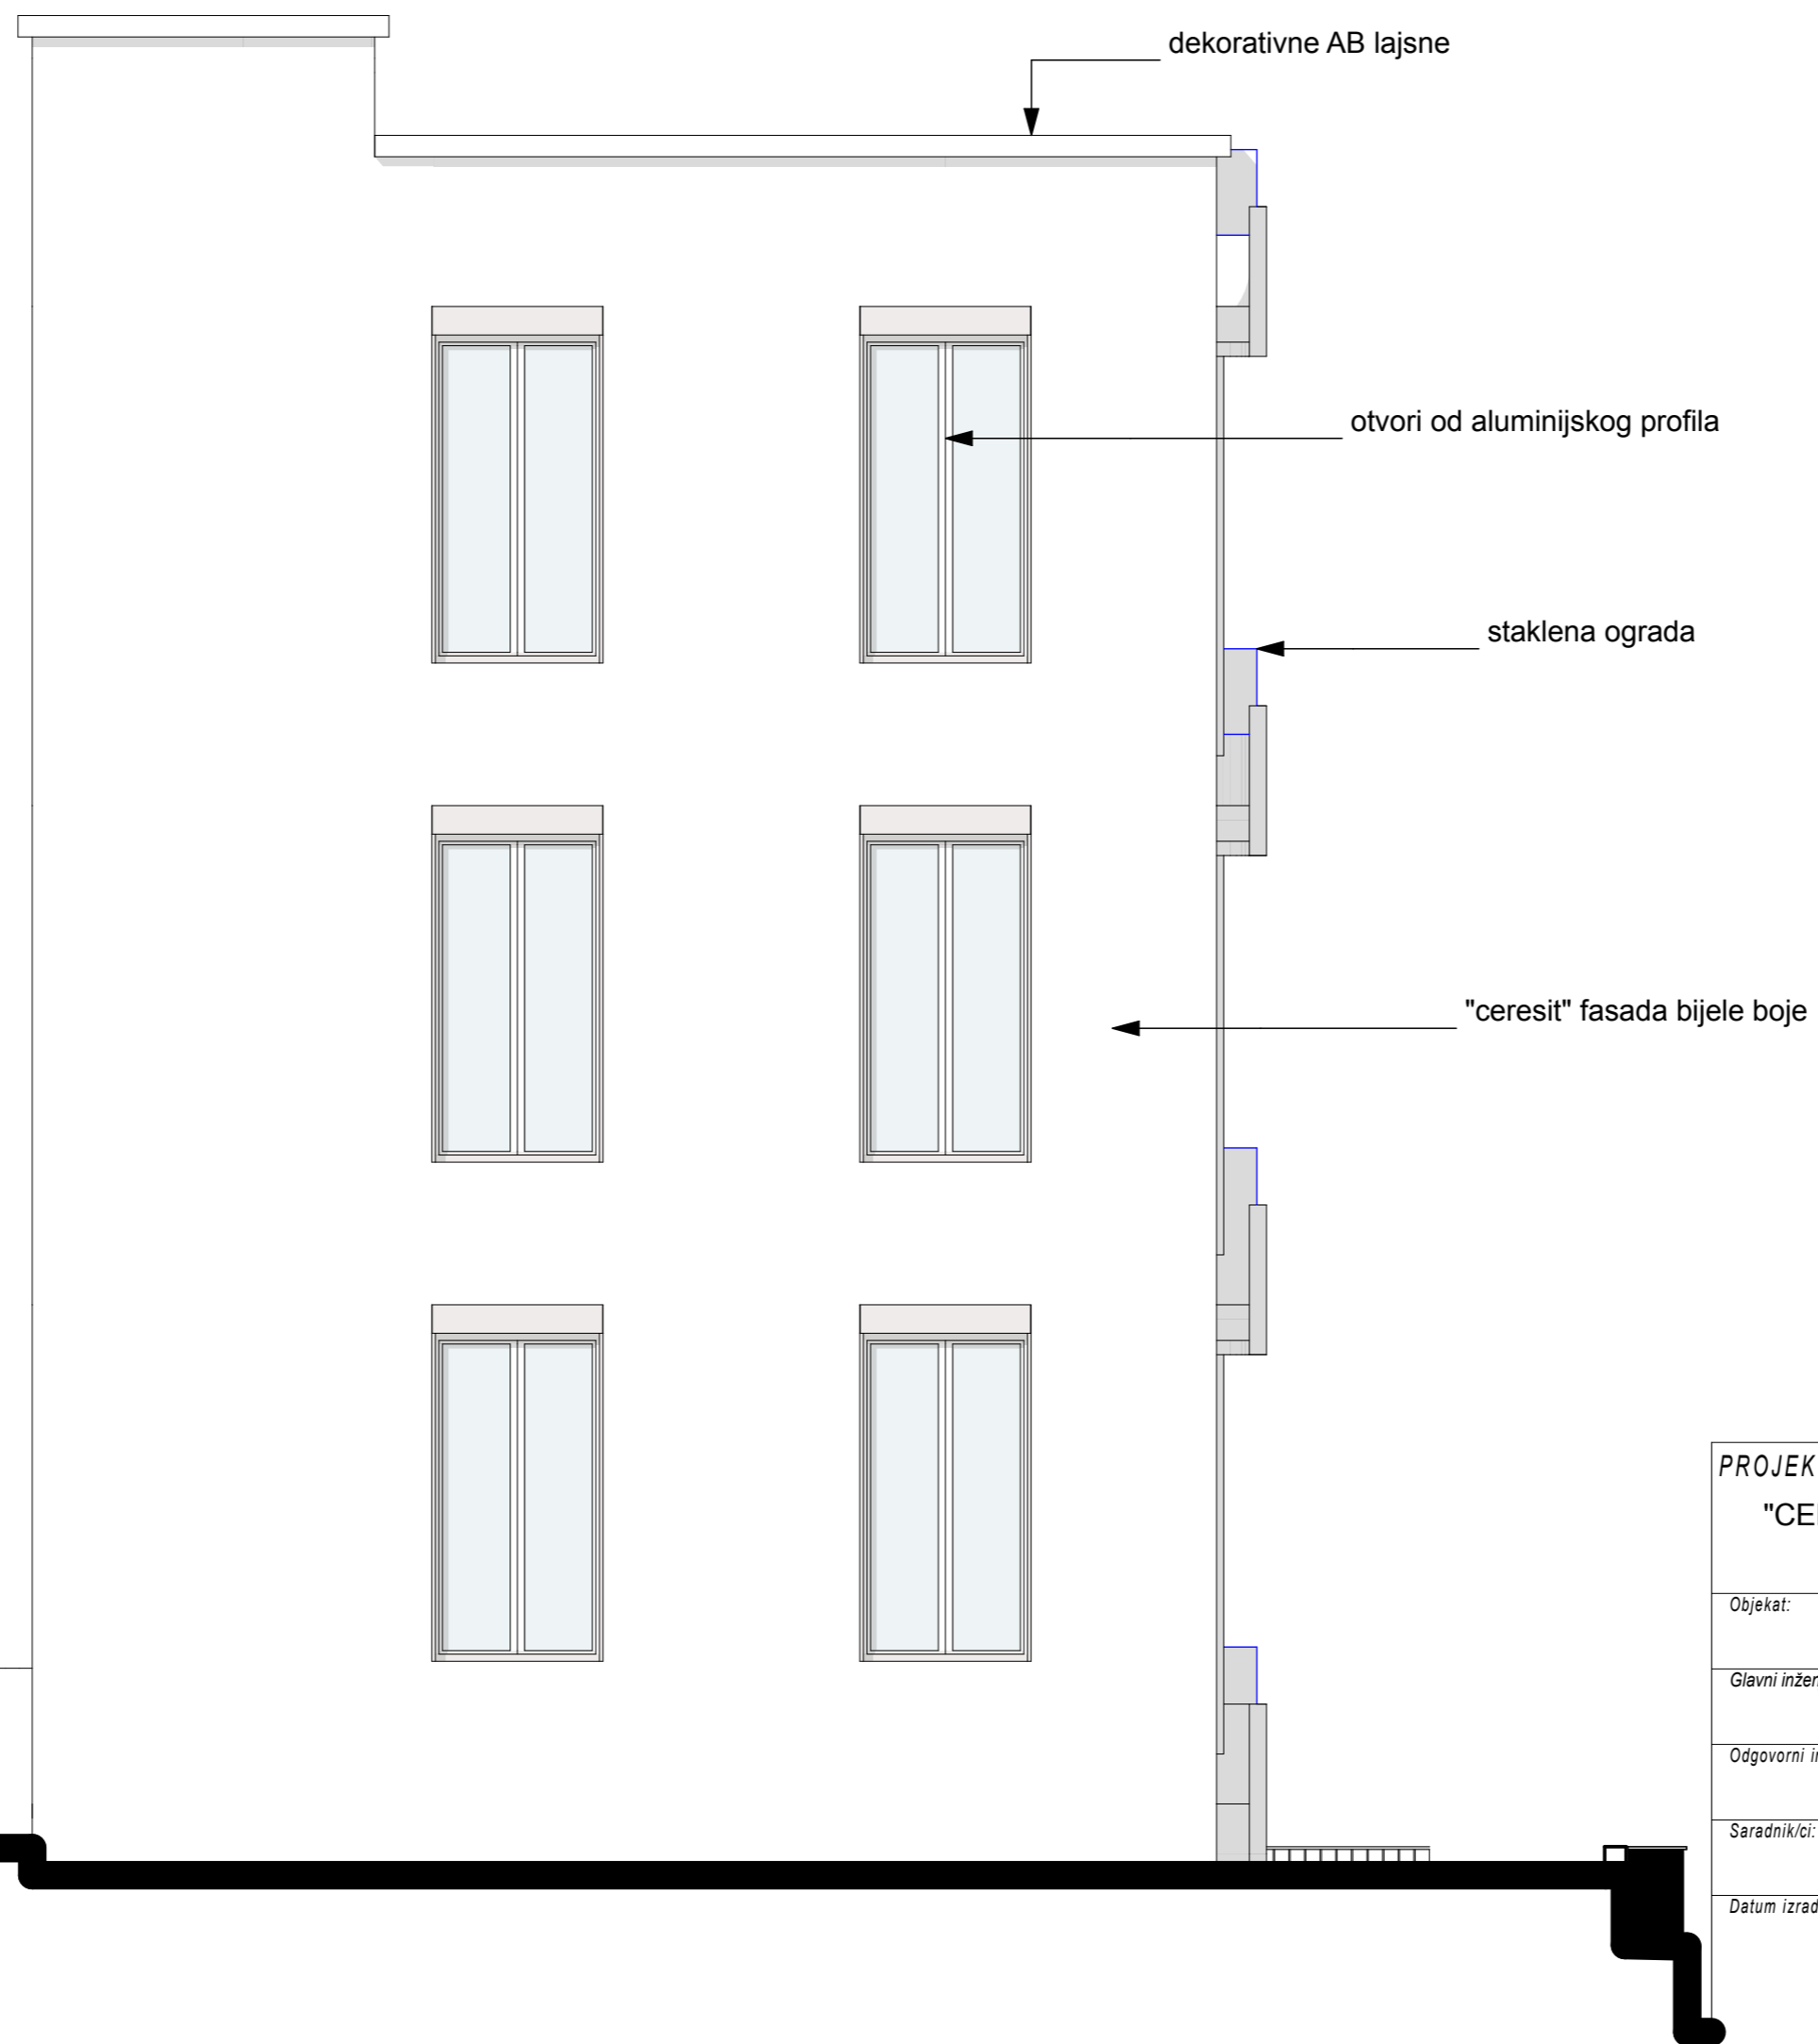 dekorativne AB lajsne
otvori od aluminijskog profila
staklena ograda
"ceresit" fasada bijele boje
PROJEK
"CE
Objekat:
Glavni inžen
Odgovorni i
Saradnik/ci:
Datum izrad